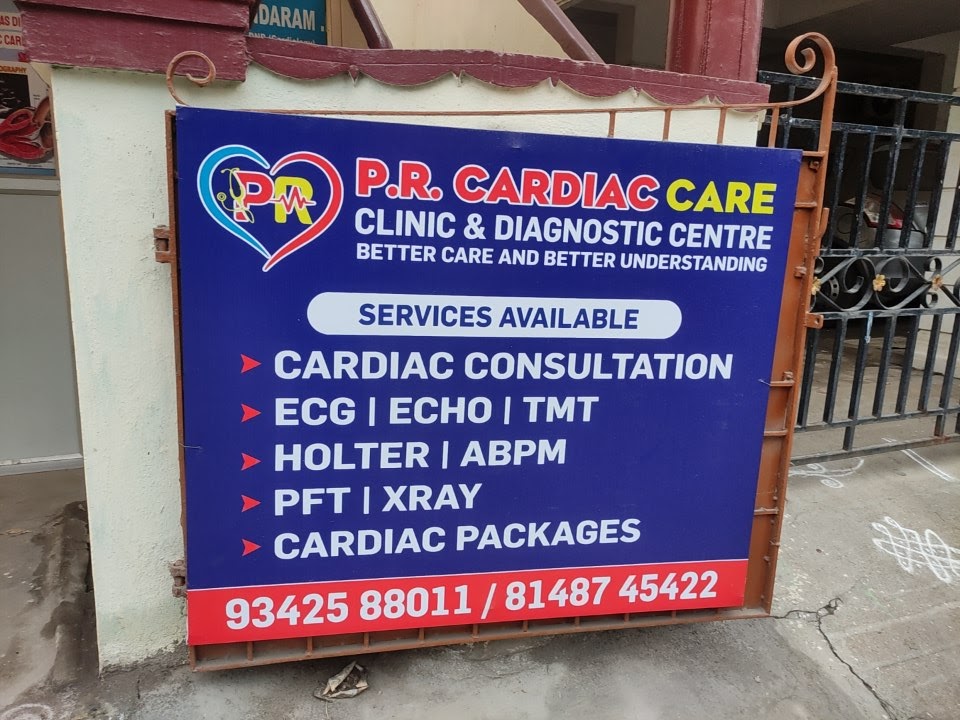 NDARAM.
P.R. CARDIAC CARE
CLINIC & DIAGNOSTIC CENTRE
BETTER CARE AND BETTER UNDERSTANDING
PR
SERVICES AVAILABLE
CARDIAC CONSULTATION
ECG | ECHO | TMT
HOLTER | ABPM
PFT | XRAY
CARDIAC PACKAGES
93425 88011 / 81487 45422